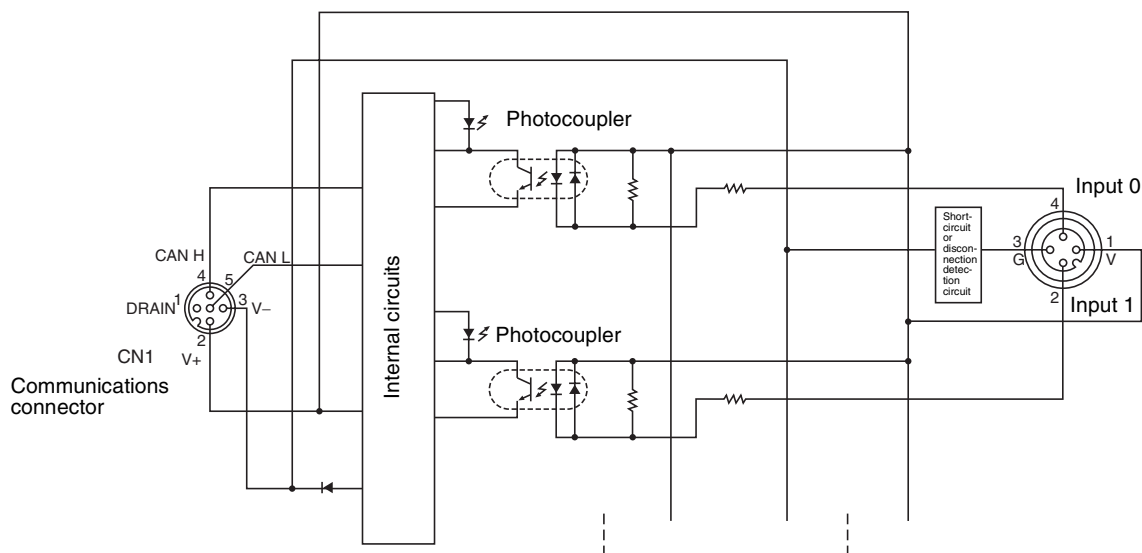 Photocoupler
Input 0
4
Short-
circuit
or
discon-
nection
detec-
tion
circuit
3
G
1
V
2
Input 1
CAN H
4
5
CAN L
DRAIN
1
3
V–
2
CN1
V+
Communications
connector
Internal circuits
Photocoupler